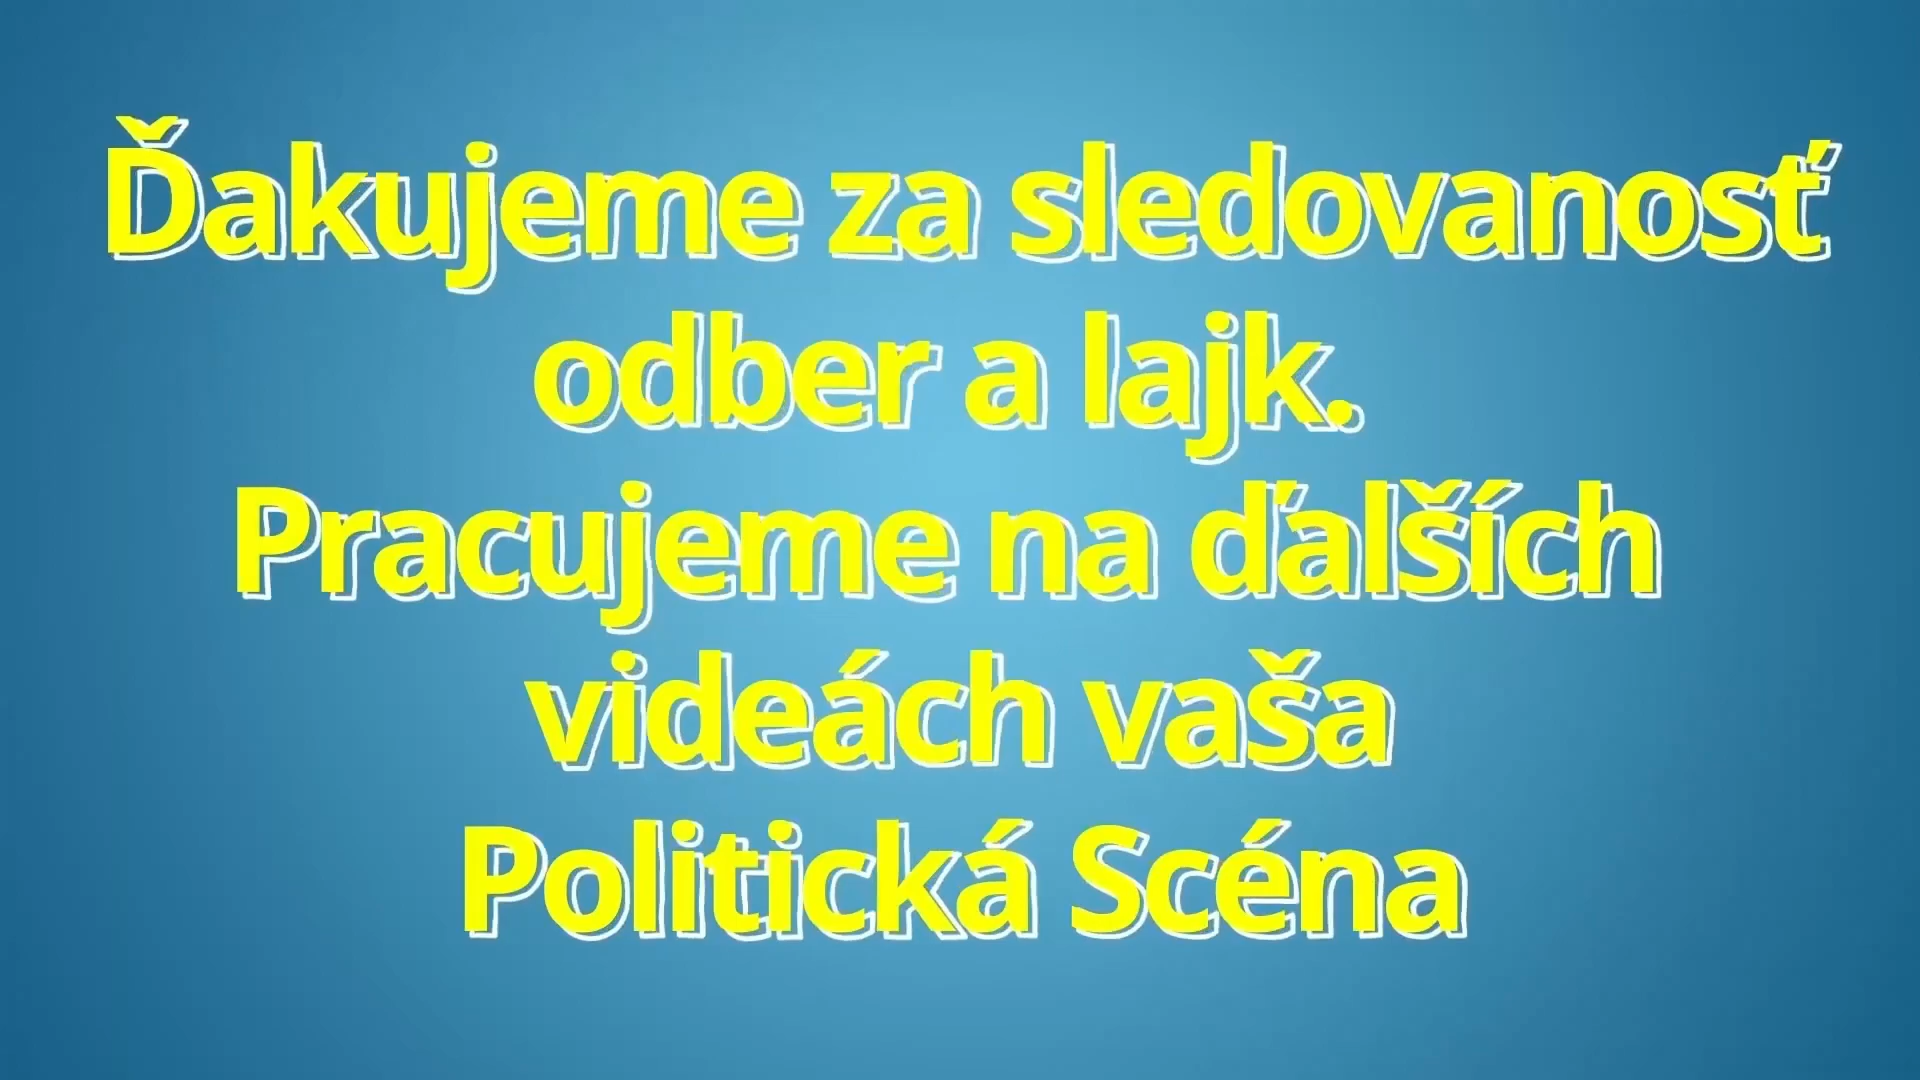 Ďakujeme za sledovanosť
odber a lajk.
Pracujeme na ďalších
videách vaša
Politická Scéna